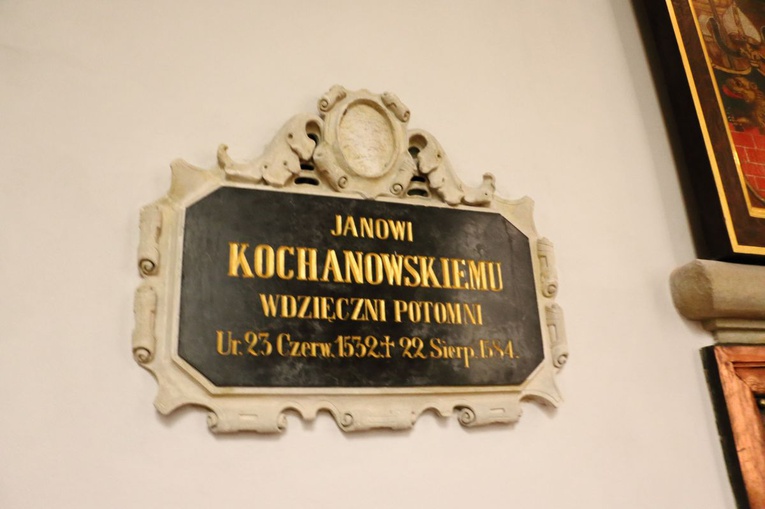 JANOWI
KOCHANOWSKIEMU
WDZIĘCZNI POTOMNI
Ur. 23 Czerw. 1532. † 22 Sierp. 1584.